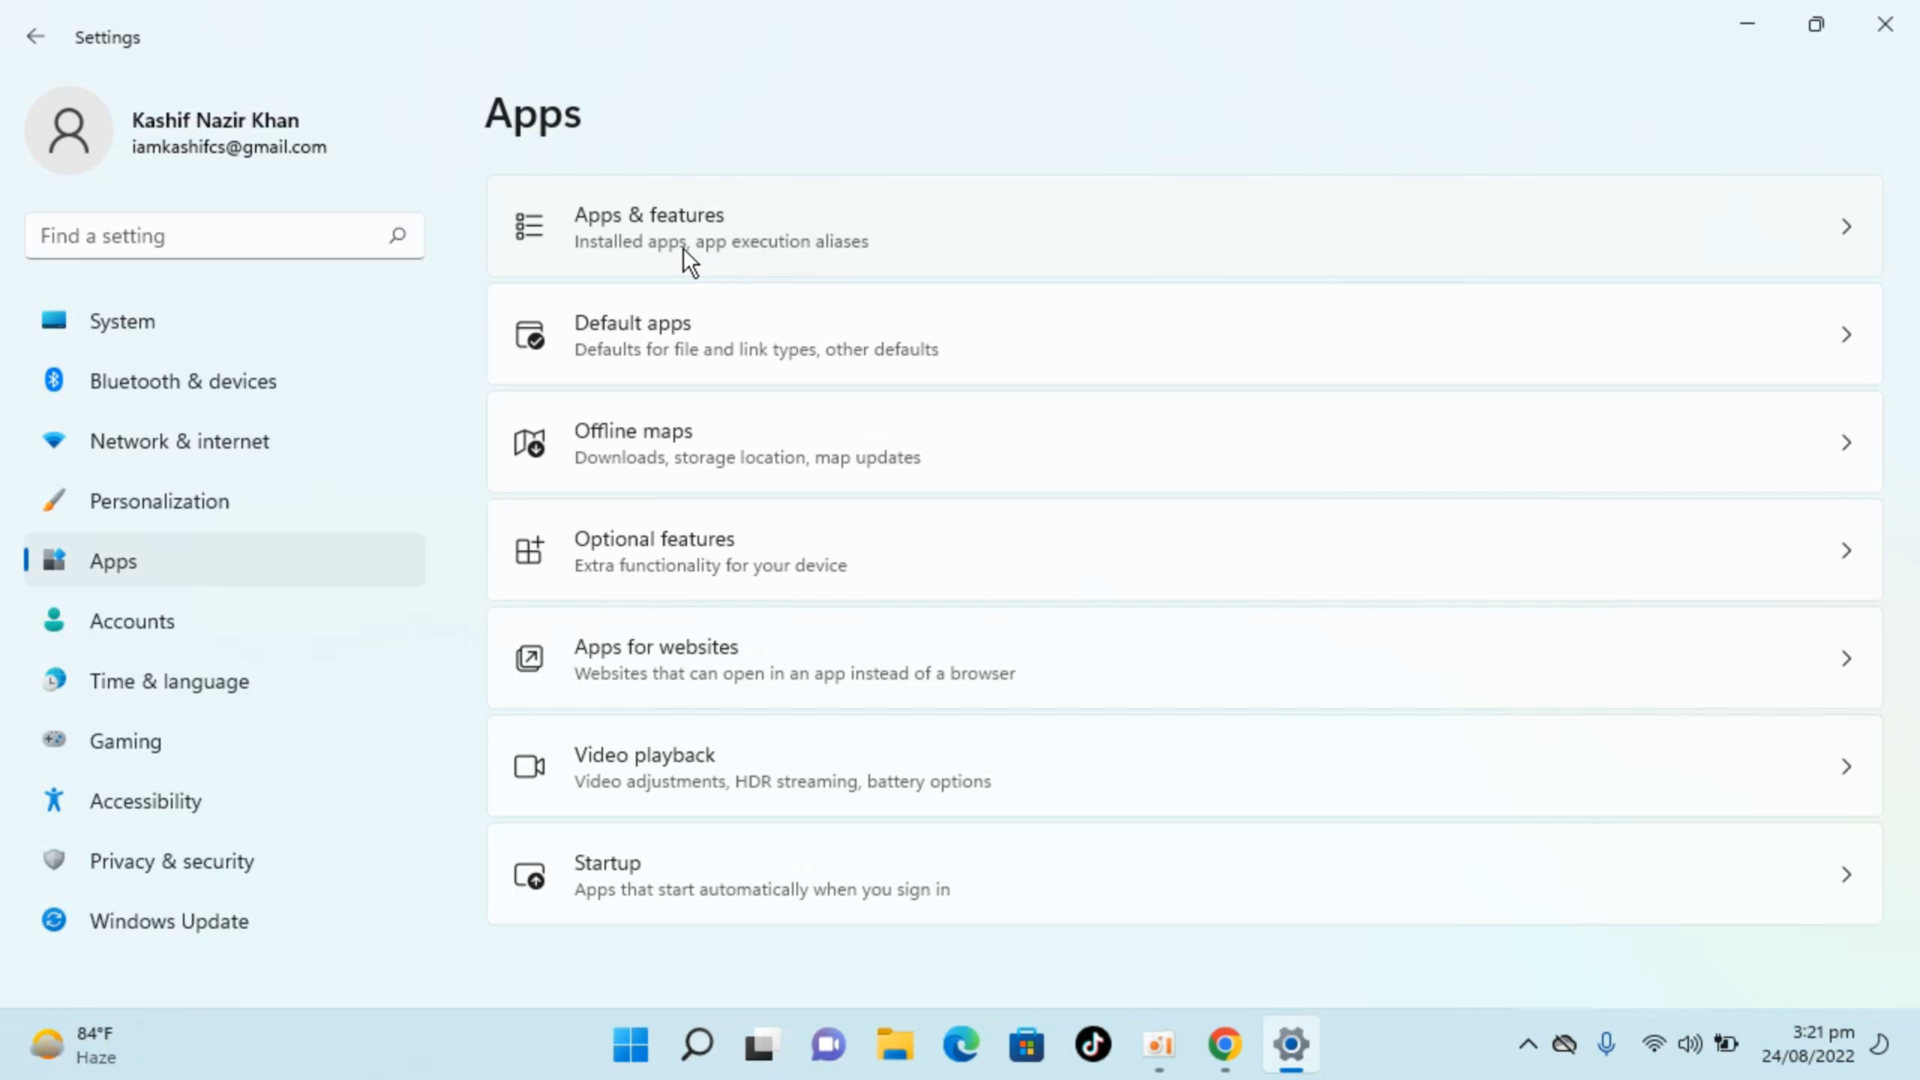 Settings
Kashif Nazir Khan
iamkashifcs@gmail.com
Find a setting
System
Bluetooth & devices
Network & internet
Personalization
Apps
Accounts
Time & language
Gaming
Accessibility
Privacy & security
Windows Update
Apps
Apps & features
Installed apps, app execution aliases
Default apps
Defaults for file and link types, other defaults
Offline maps
Downloads, storage location, map updates
Optional features
Extra functionality for your device
Apps for websites
Websites that can open in an app instead of a browser
Video playback
Video adjustments, HDR streaming, battery options
Startup
Apps that start automatically when you sign in
84°F
Haze
3:21 pm
24/08/2022